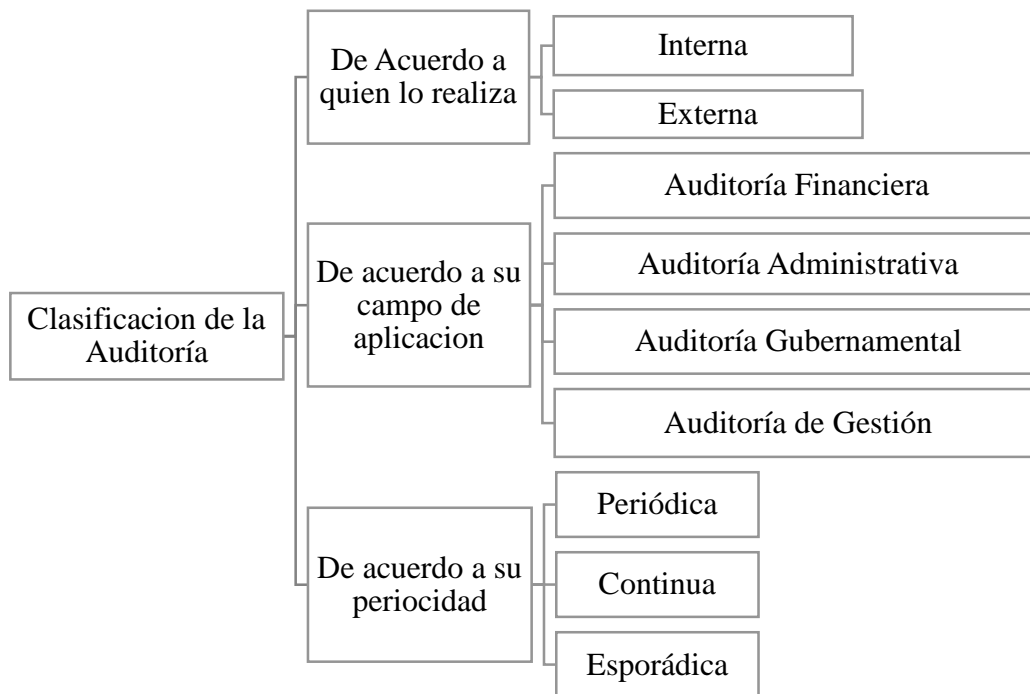 Clasificacion de la
Auditoría
De Acuerdo a
quien lo realiza
Interna
Externa
De acuerdo a su
campo de
aplicacion
Auditoría Financiera
Auditoría Administrativa
Auditoría Gubernamental
Auditoría de Gestión
De acuerdo a su
periocidad
Periódica
Continua
Esporádica